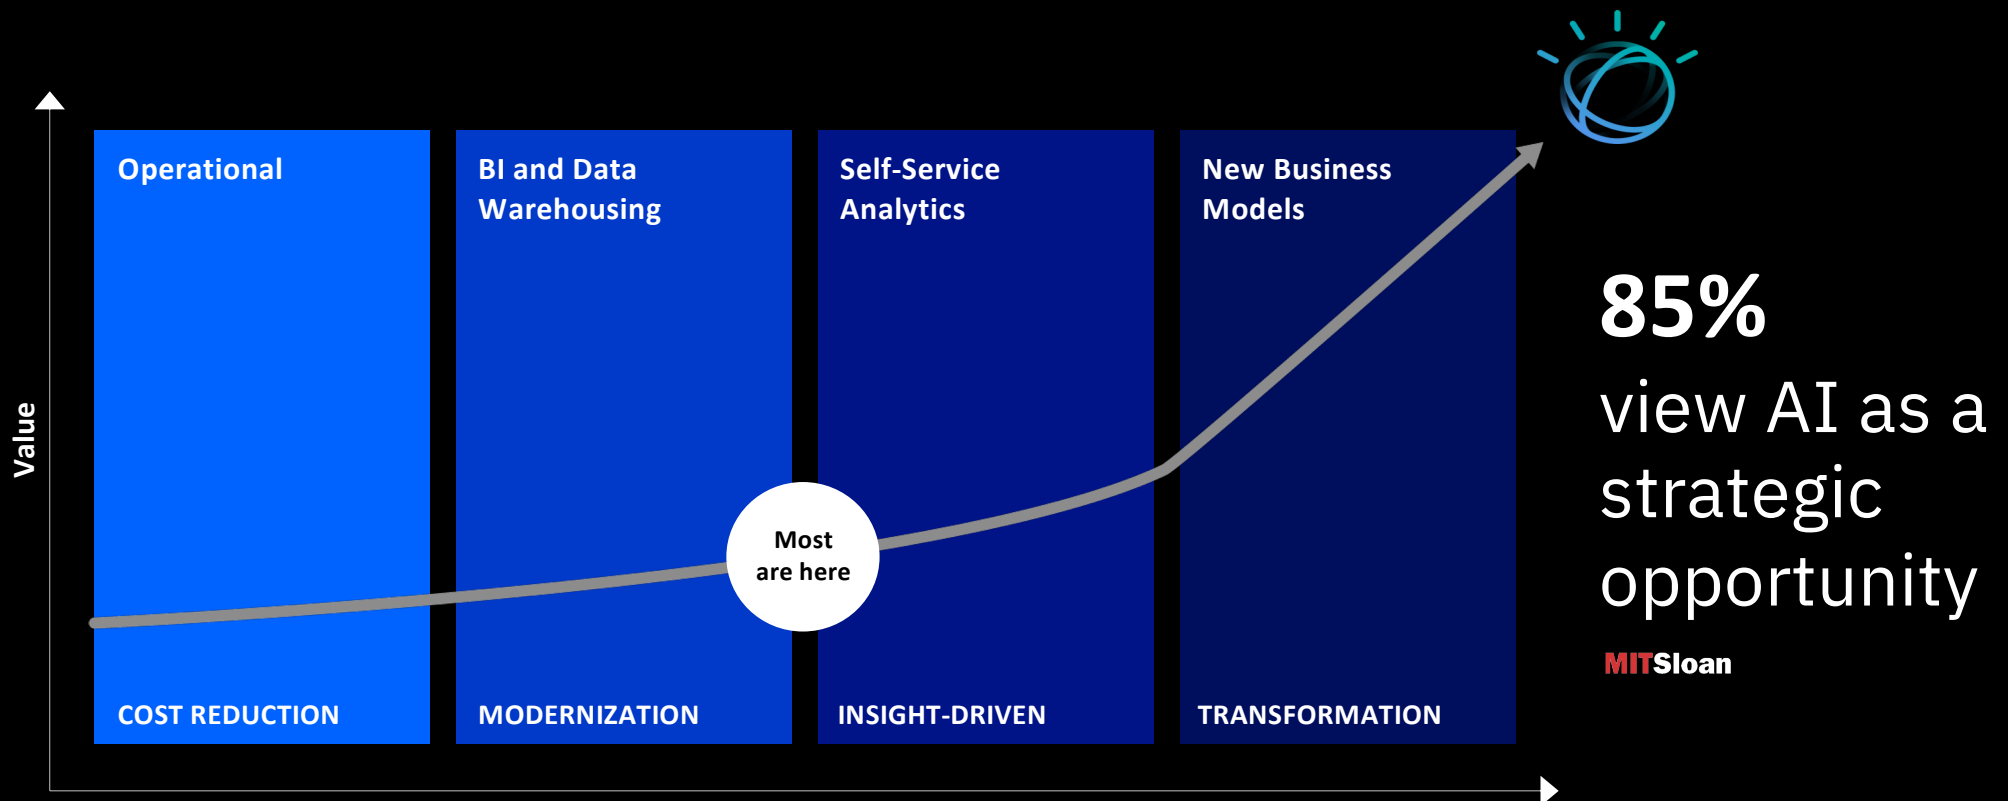 Value
Operational
COST REDUCTION
BI and Data
Warehousing
MODERNIZATION
Most
are here
Self-Service
Analytics
INSIGHT-DRIVEN
New Business
Models
TRANSFORMATION
85%
view AI as a
strategic
opportunity
MITSloan